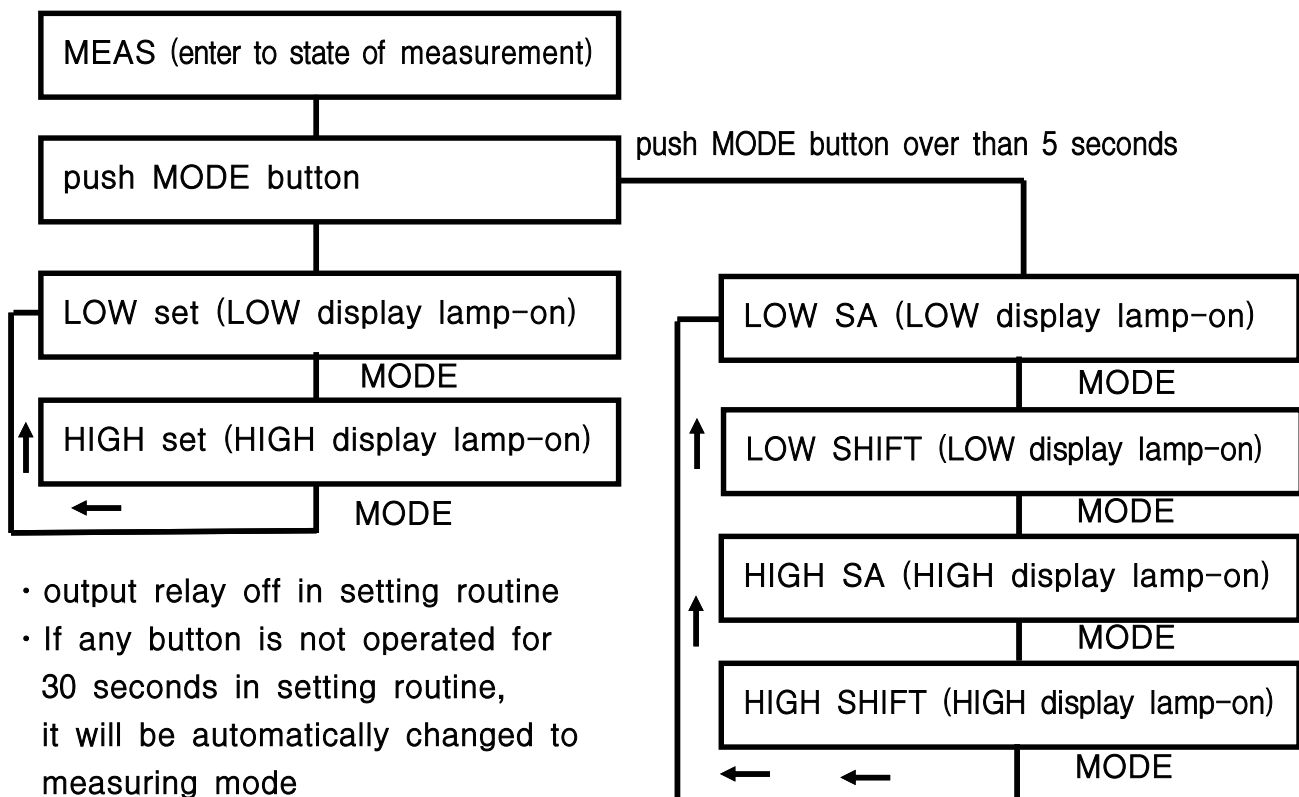 MEAS (enter to state of measurement)
push MODE button
push MODE button over than 5 seconds
LOW set (LOW display lamp-on)
MODE
HIGH set (HIGH display lamp-on)
MODE
LOW SA (LOW display lamp-on)
MODE
LOW SHIFT (LOW display lamp-on)
MODE
HIGH SA (HIGH display lamp-on)
MODE
HIGH SHIFT (HIGH display lamp-on)
MODE
· output relay off in setting routine
· If any button is not operated for
30 seconds in setting routine,
it will be automatically changed to
measuring mode